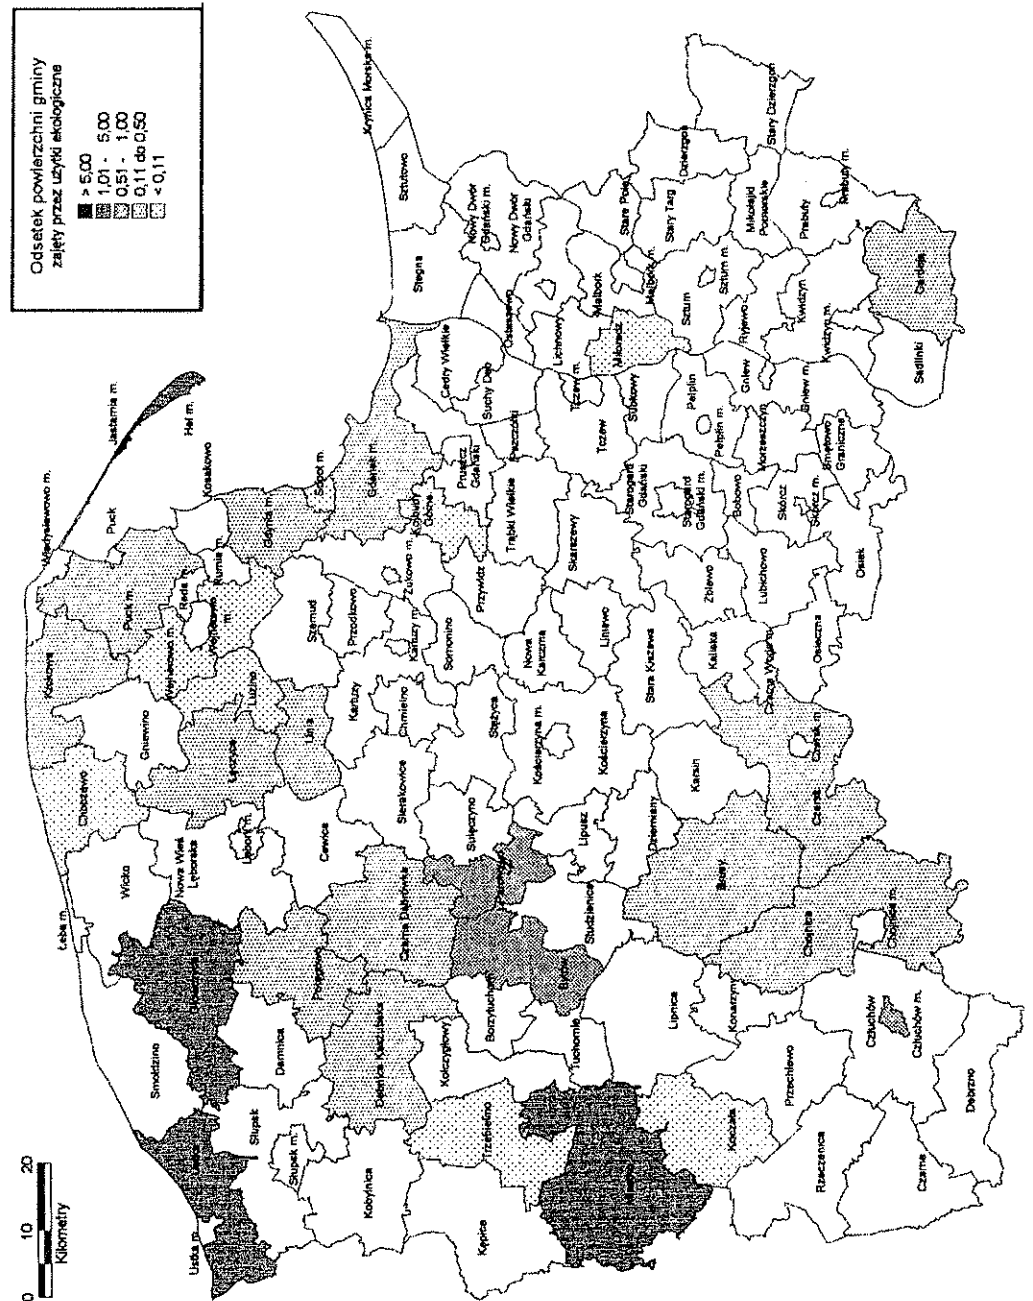 Odsetek powierzchni gminy
zajęty przez użytki ekologiczne
> 5,00
1,01 - 5,00
0,51 - 1,00
0,11 do 0,50
< 0,11
0 10 20
Kilometry
Ustka m.
Smołdzino
Łeba m.
Wicko
Choczewo
Krokowa
Władysławowo m.
Puck
Puck m.
Jastarnia m.
Hel m.
Kosakowo
Reda m.
Rumia m.
Wejherowo m.
Wejherowo m.
Gniewino
Nowa Wieś
Lęborska
Lębork m.
Łęczyce
Luzino
Gdynia m.
Sopot m.
Gdańsk m.
Szemud
Linia
Cewice
Potęgowo
Damnica
Słupsk
Słupsk m.
Kobylnica
Dębnica Kaszubska
Czarna Dąbrówka
Sierakowice
Kartuzy
Przodkowo
Żukowo m.
Kartuzy m.
Chmielno
Somonino
Przywidz
Kolbudy
Górne
Pruszcz
Gdański
Cedry Wielkie
Suchy Dąb
Pszczółki
Trąbki Wielkie
Stegna
Sztutowo
Krynica Morska m.
Nowy Dwór
Gdański m.
Nowy Dwór
Gdański
Ostaszewo
Lichnowy
Malbork
Malbork m.
Miłoradz
Stare Pole
Stary Targ
Dzierzgoń
Stary Dzierzgoń
Mikołajki
Pomorskie
Prabuty
Prabuty m.
Sztum
Sztum m.
Ryjewo
Kwidzyn
Kwidzyn m.
Gardeja
Sadlinki
Tczew m.
Tczew
Subkowy
Pelplin
Pelplin m.
Gniew
Gniew m.
Morzeszczyn
Smętowo
Graniczne
Starogard
Gdański
Starogard
Gdański m.
Bobowo
Skórcz
Skórcz m.
Osiek
Lubichowo
Zblewo
Skarszewy
Nowa
Karczma
Liniewo
Stara Kiszewa
Kaliska
Czarna Woda m.
Osieczna
Stężyca
Kościerzyna m.
Kościerzyna
Sulęczyno
Lipusz
Dziemiany
Karsin
Czersk m.
Czersk
Brusy
Chojnice
Chojnice m.
Studzienice
Bytów
Borzytuchom
Kołczygłowy
Tuchomie
Trzebielino
Kępice
Lipnica
Konarzyny
Koczała
Przechlewo
Rzeczenica
Człuchów
Człuchów m.
Czarne
Debrzno